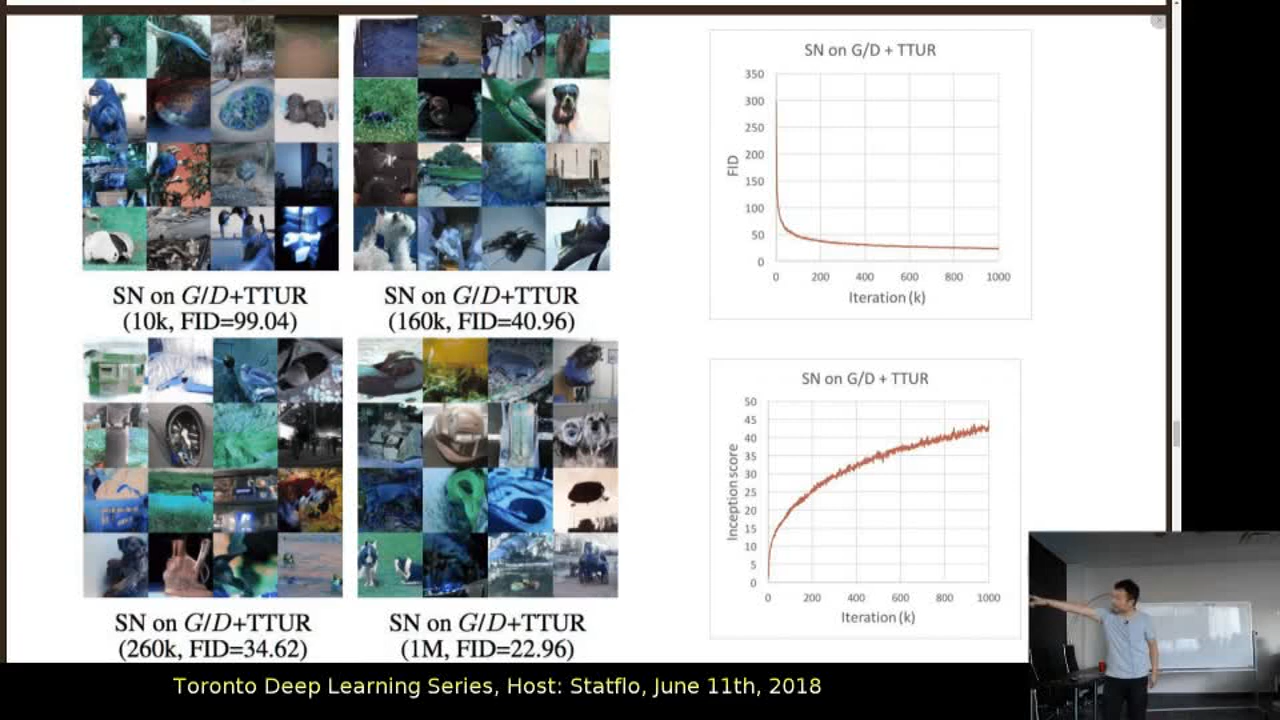 SN on G/D+TTUR
(10k, FID=99.04)
SN on G/D+TTUR
(160k, FID=40.96)
SN on G/D+TTUR
(260k, FID=34.62)
SN on G/D+TTUR
(1M, FID=22.96)
SN on G/D + TTUR
350
300
250
200
150
100
50
0
FID
0 200 400 600 800 1000
Iteration (k)
SN on G/D + TTUR
50
45
40
35
30
25
20
15
10
5
0
Inception score
0 200 400 600 800 1000
Iteration (k)
Toronto Deep Learning Series, Host: Statflo, June 11th, 2018